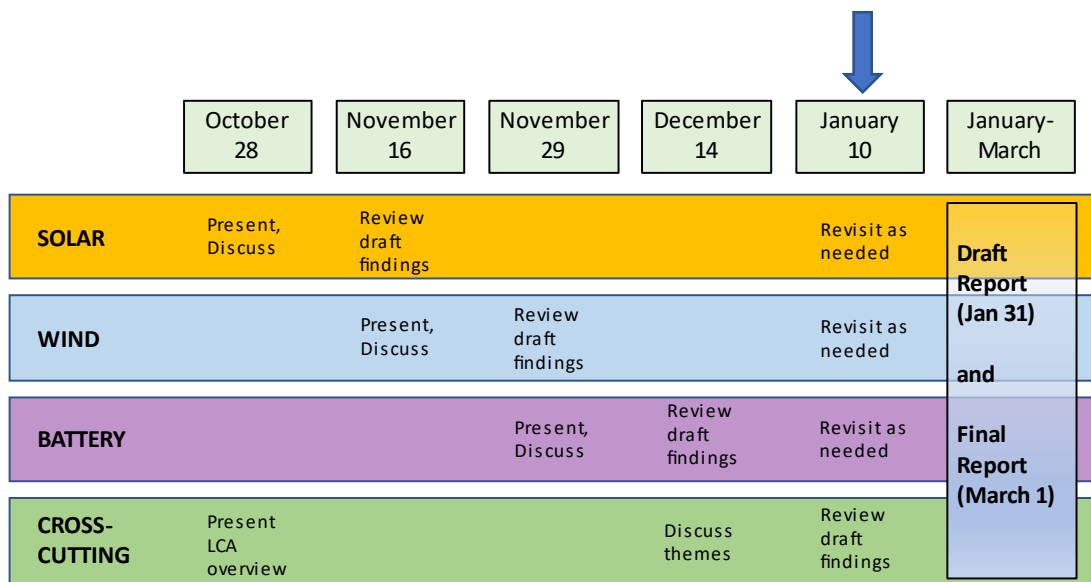 October
28
November
16
November
29
December
14
January
10
January-
March
SOLAR
Present,
Discuss
Review
draft
findings
Revisit as
needed
WIND
Present,
Discuss
Review
draft
findings
Revisit as
needed
BATTERY
Present,
Discuss
Review
draft
findings
Revisit as
needed
CROSS-
CUTTING
Present
LCA
overview
Discuss
themes
Review
draft
findings
Draft
Report
(Jan 31)
and
Final
Report
(March 1)